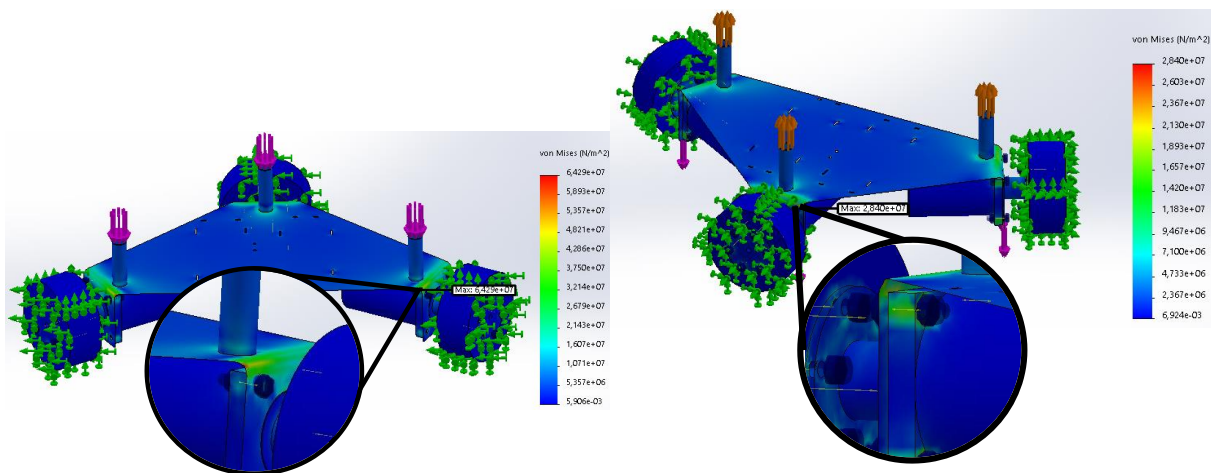 von Mises (N/m^2)
6,429e+07
5,893e+07
5,357e+07
4,821e+07
4,286e+07
3,750e+07
3,214e+07
2,679e+07
2,143e+07
1,607e+07
1,071e+07
5,357e+06
5,906e-03
Max: 6,429e+07
von Mises (N/m^2)
2,840e+07
2,603e+07
2,367e+07
2,130e+07
1,893e+07
1,657e+07
1,420e+07
1,183e+07
9,467e+06
7,100e+06
4,733e+06
2,367e+06
6,924e-03
Max: 2,840e+07